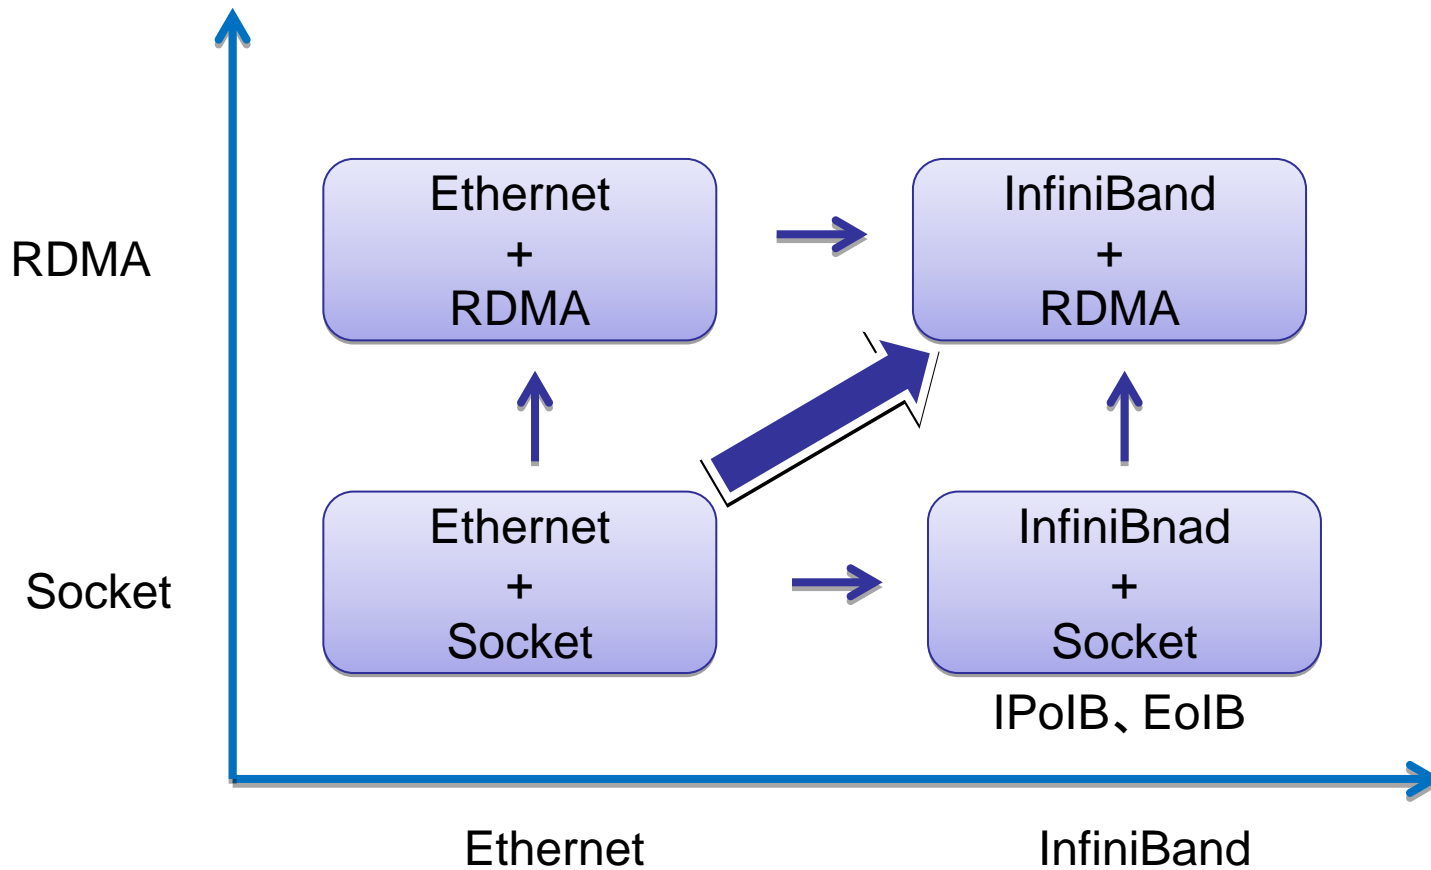 RDMA
Ethernet
+
RDMA
InfiniBand
+
RDMA
Socket
Ethernet
+
Socket
InfiniBnad
+
Socket
IPoIB、EoIB
Ethernet
InfiniBand